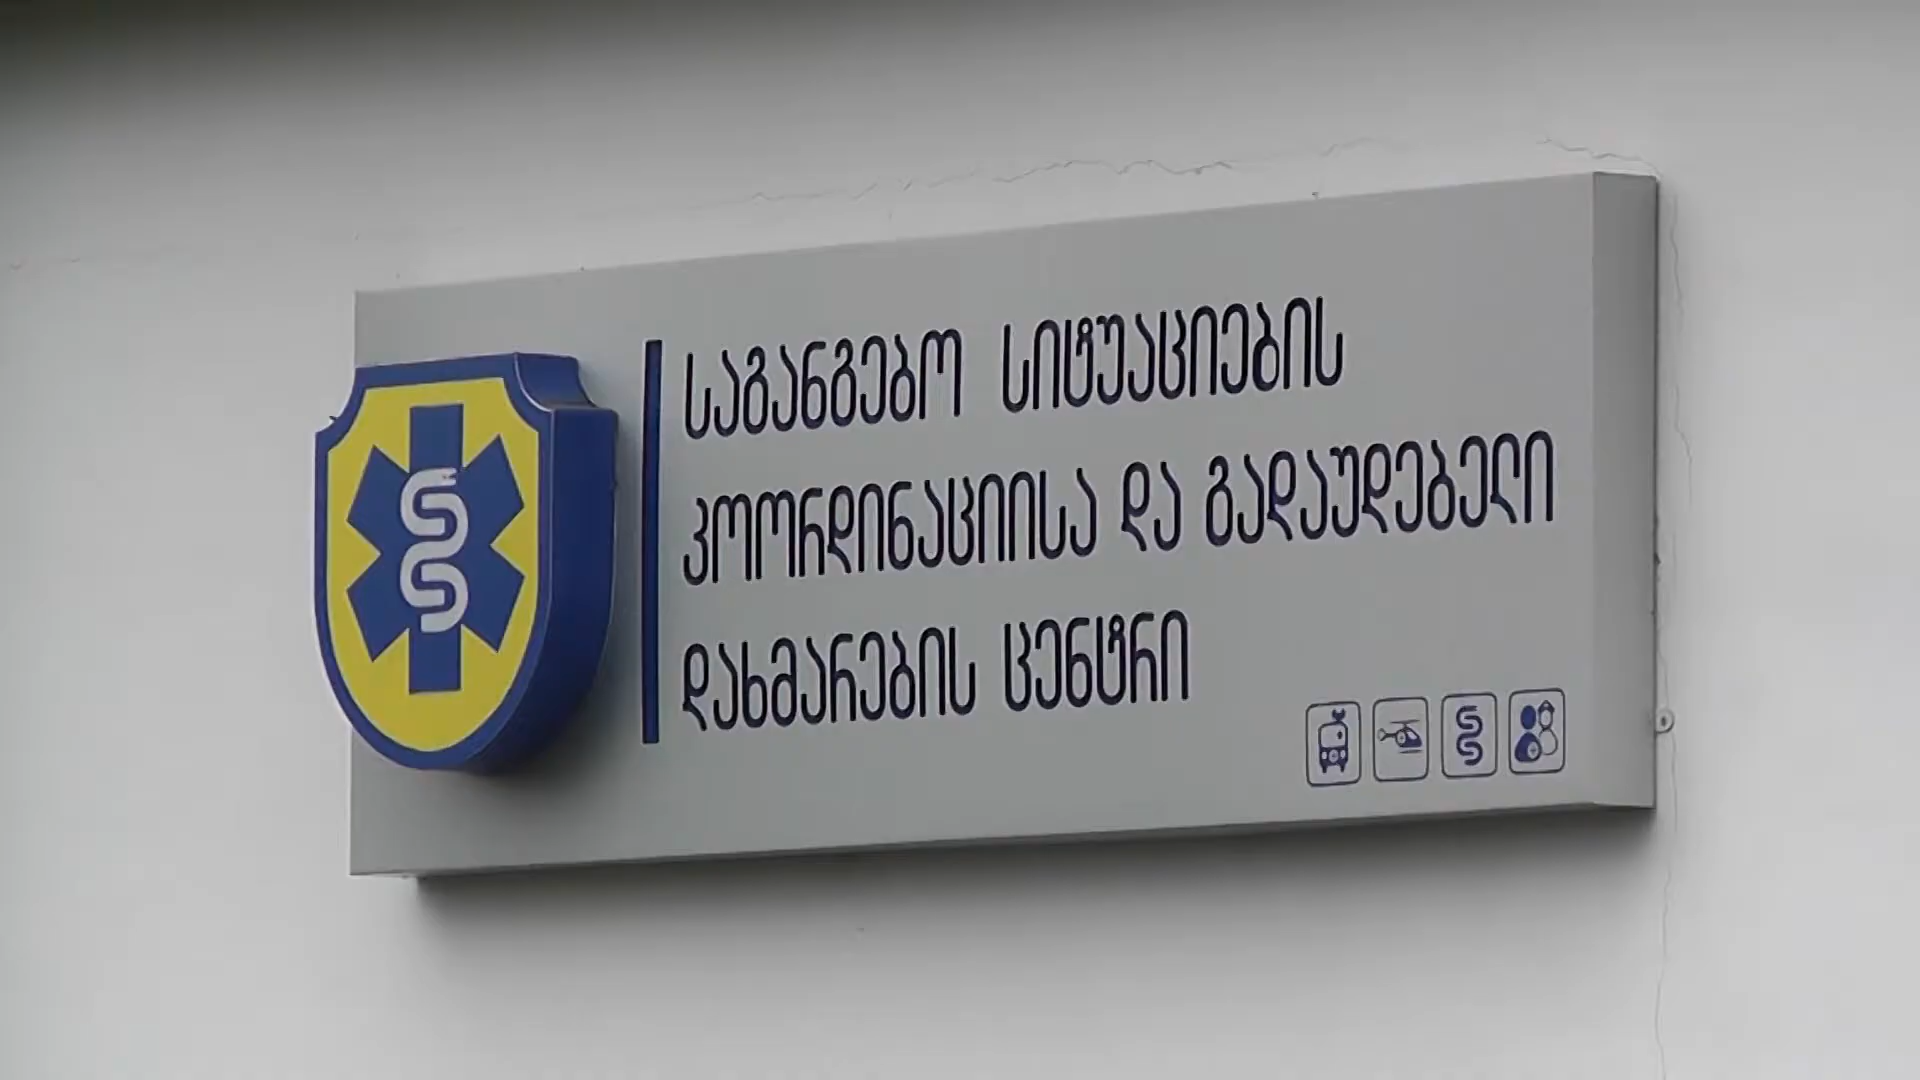 საგანგებო სიტუაციების
კოორდინაციისა და გადაუდებელი
დახმარების ცენტრი